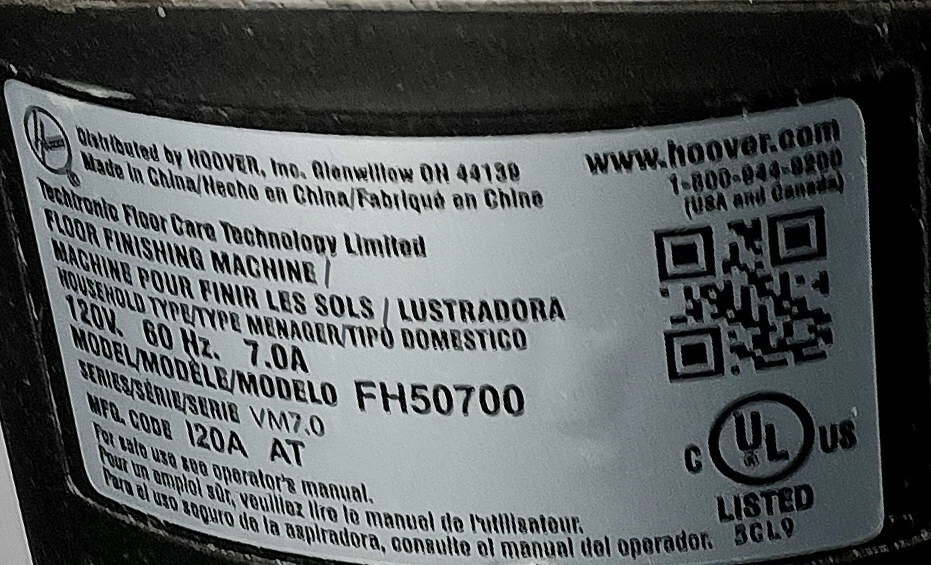 Distributed by HOOVER, Inc. Glenwillow OH 44139
Made in China/Hecho en China/Fabriqué en Chine
Techtronic Floor Care Technology Limited
FLOOR FINISHING MACHINE /
MACHINE POUR FINIR LES SOLS / LUSTRADORA
HOUSEHOLD TYPE/TYPE MENAGER/TIPO DOMESTICO
120V. 60 Hz. 7.0A
MODEL/MODÈLE/MODELO FH50700
SERIES/SÉRIE/SERIE VM7.0
MFG. CODE 120A AT
For safe use see operator's manual.
Pour un emploi sûr, veuillez lire le manuel de l'utilisateur.
Para el uso seguro de la aspiradora, consulte el manual del operador.
www.hoover.com
1-800-944-9200
(USA and Canada)
C UL US
LISTED
5CL9